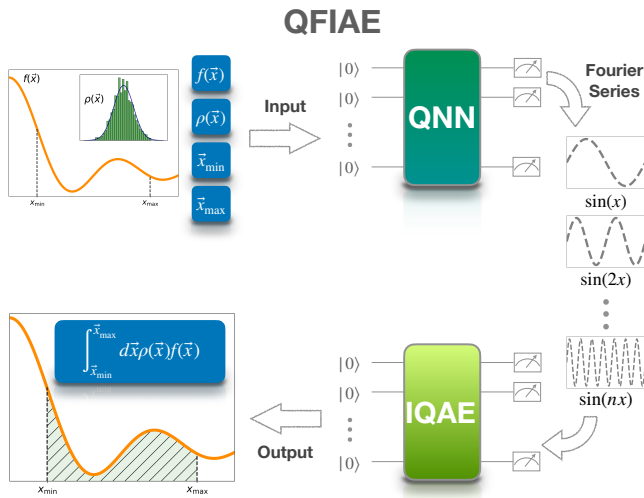 QFIAE
f(x⃗)
ρ(x⃗)
x_min
x_max
f(x⃗)
ρ(x⃗)
x⃗_min
x⃗_max
Input
|0⟩
|0⟩
|0⟩
QNN
Fourier
Series
sin(x)
sin(2x)
sin(nx)
∫_{x⃗_min}^{x⃗_max} dx⃗ρ(x⃗)f(x⃗)
x_min
x_max
Output
|0⟩
|0⟩
|0⟩
IQAE